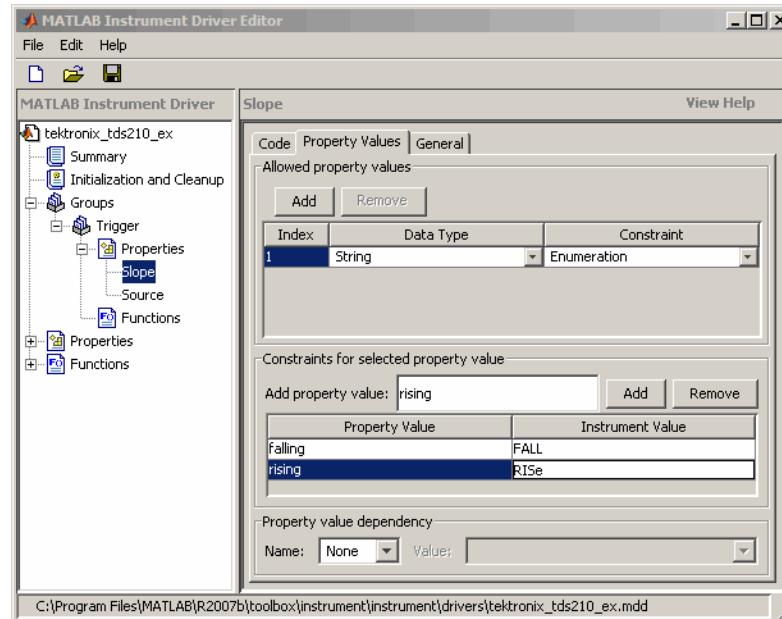 MATLAB Instrument Driver Editor
File Edit Help
MATLAB Instrument Driver
tektronix_tds210_ex
Summary
Initialization and Cleanup
Groups
Trigger
Properties
Slope
Source
Functions
Properties
Functions
Slope View Help
Code Property Values General
Allowed property values
Add Remove
Index Data Type Constraint
1 String Enumeration
Constraints for selected property value
Add property value: rising Add Remove
Property Value Instrument Value
falling FALL
rising RISe
Property value dependency
Name: None Value:
C:\Program Files\MATLAB\R2007b\toolbox\instrument\instrument\drivers\tektronix_tds210_ex.mdd